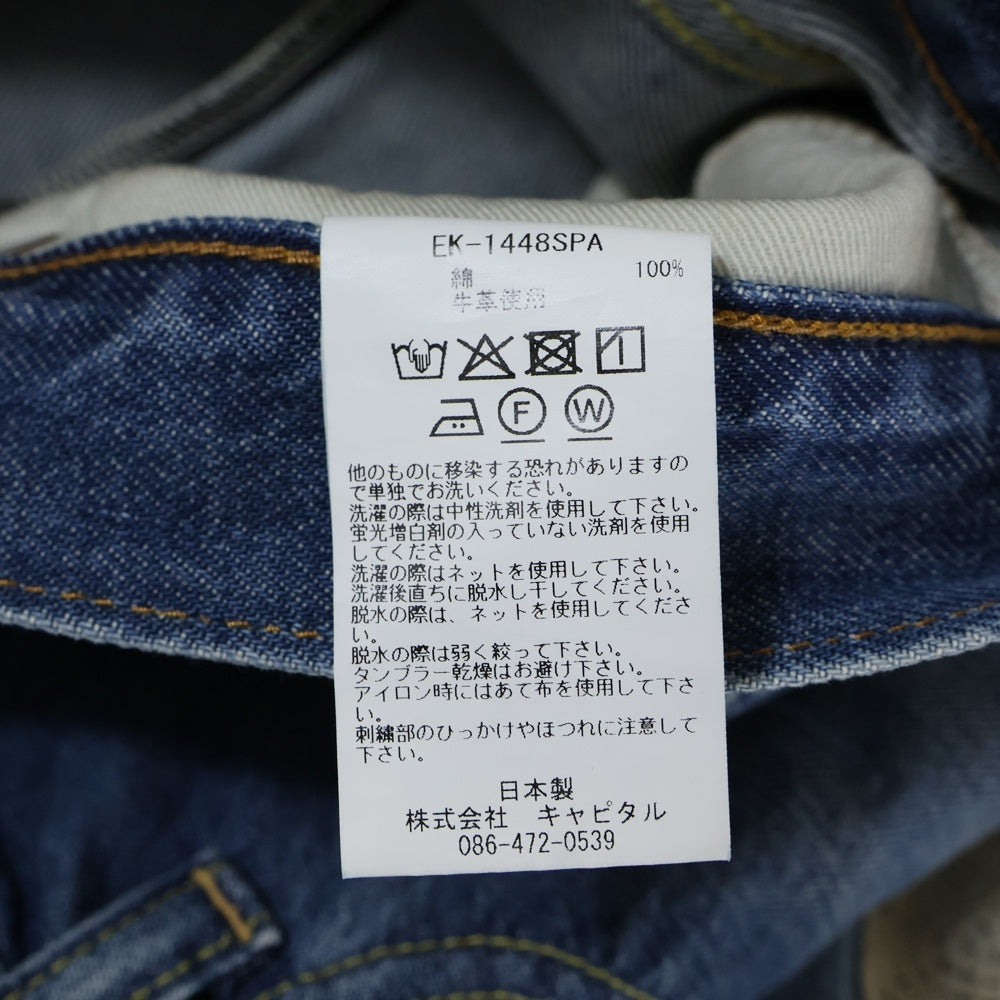 EK-1448SPA
綿 100%
牛革使用
F W
他のものに移染する恐れがありますの
で単独でお洗いください。
洗濯の際は中性洗剤を使用して下さい。
蛍光増白剤の入っていない洗剤を使用
してください。
洗濯の際はネットを使用して下さい。
洗濯後直ちに脱水し干してください。
脱水の際は、ネットを使用してくださ
い。
脱水の際は弱く絞って下さい。
タンブラー乾燥はお避け下さい。
アイロン時にはあて布を使用して下さ
い。
刺繍部のひっかけやほつれに注意して
下さい。
日本製
株式会社 キャピタル
086-472-0539